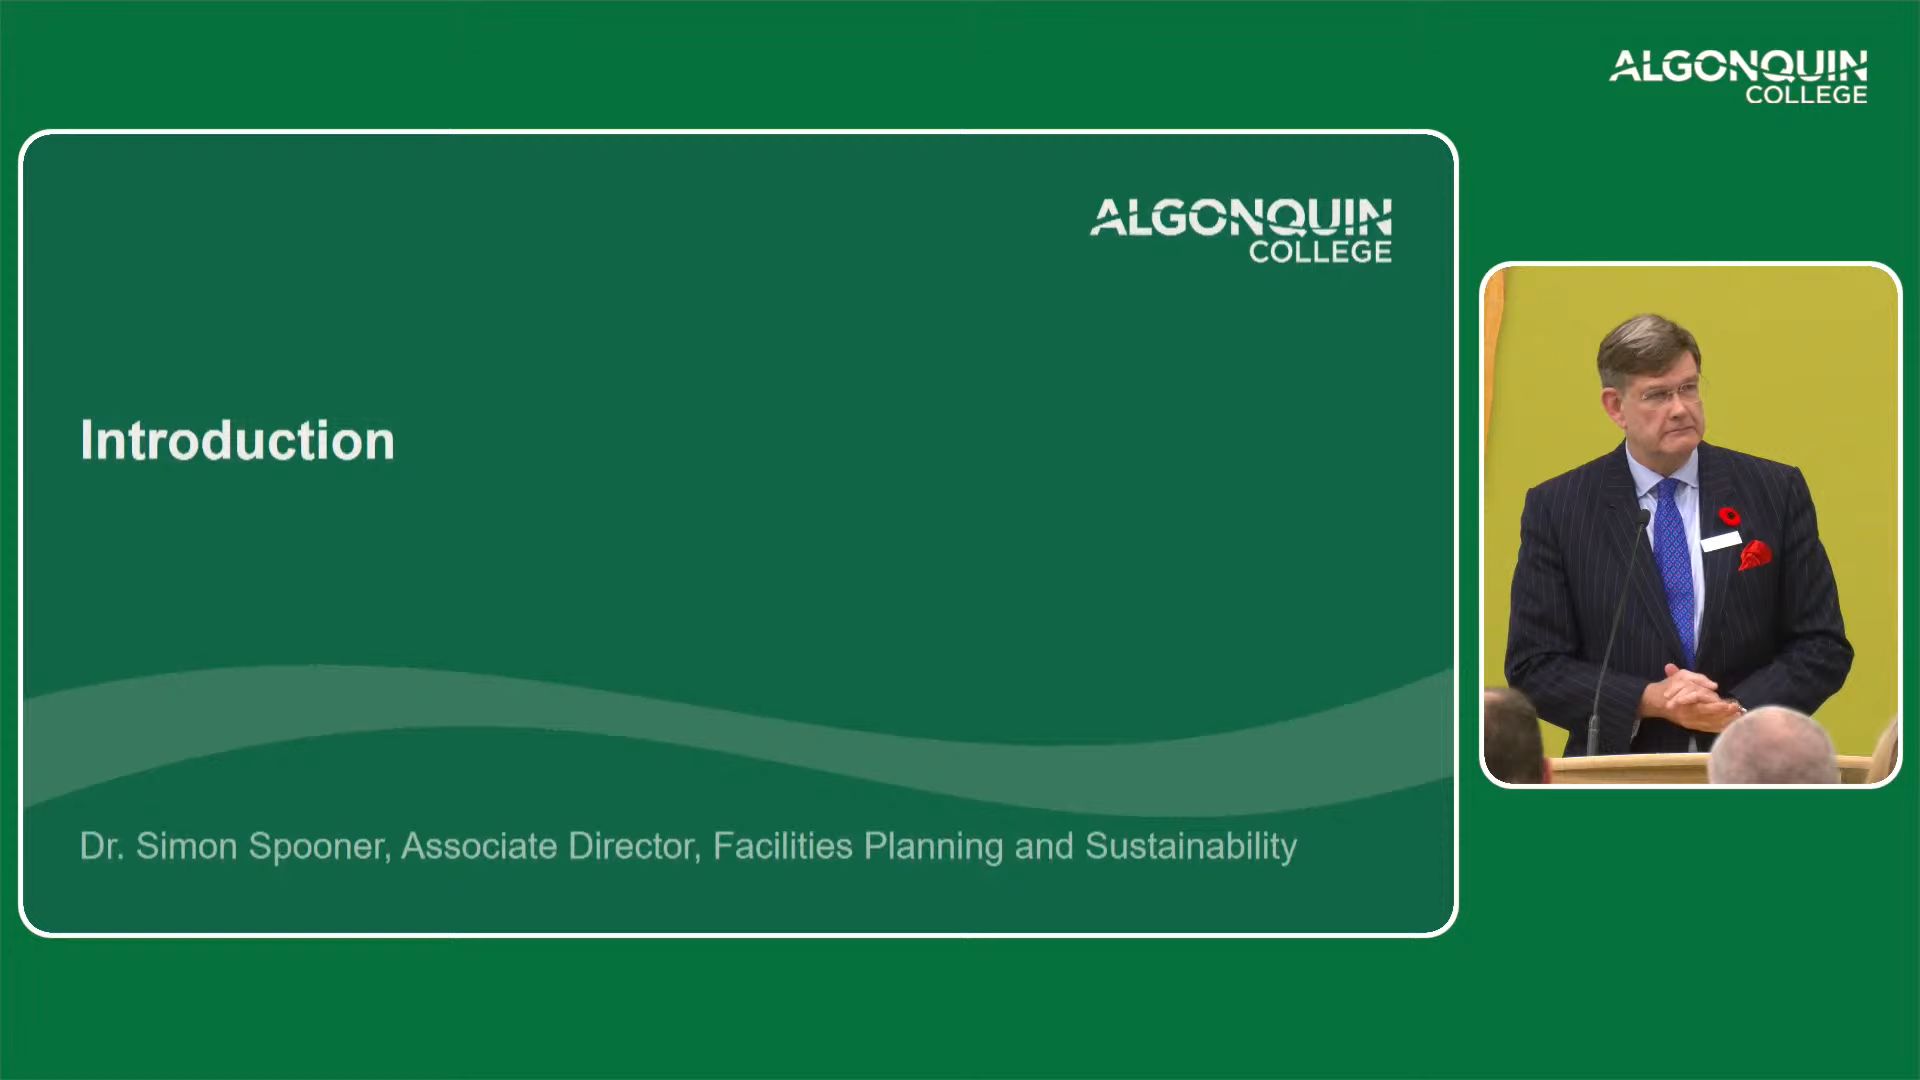 ALGONQUIN
COLLEGE
ALGONQUIN
COLLEGE
Introduction
Dr. Simon Spooner, Associate Director, Facilities Planning and Sustainability